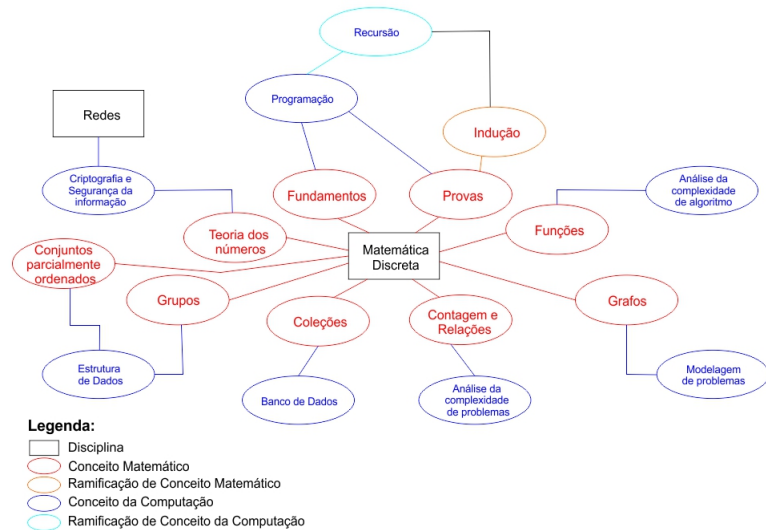 Recursão
Programação
Redes
Indução
Criptografia e
Segurança da
informação
Fundamentos
Provas
Análise da
complexidade
de algoritmo
Teoria dos
números
Funções
Conjuntos
parcialmente
ordenados
Matemática
Discreta
Grupos
Coleções
Contagem e
Relações
Grafos
Estrutura
de Dados
Banco de Dados
Análise da
complexidade
de problemas
Modelagem
de problemas
Legenda:
Disciplina
Conceito Matemático
Ramificação de Conceito Matemático
Conceito da Computação
Ramificação de Conceito da Computação